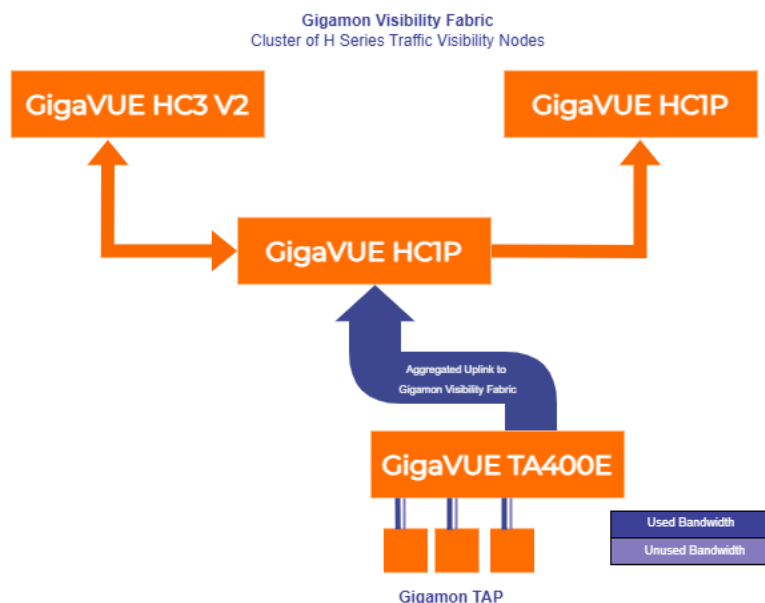 Gigamon Visibility Fabric
Cluster of H Series Traffic Visibility Nodes
GigaVUE HC3 V2
GigaVUE HC1P
GigaVUE HC1P
Aggregated Uplink to
Gigamon Visibility Fabric
GigaVUE TA400E
Used Bandwidth
Unused Bandwidth
Gigamon TAP